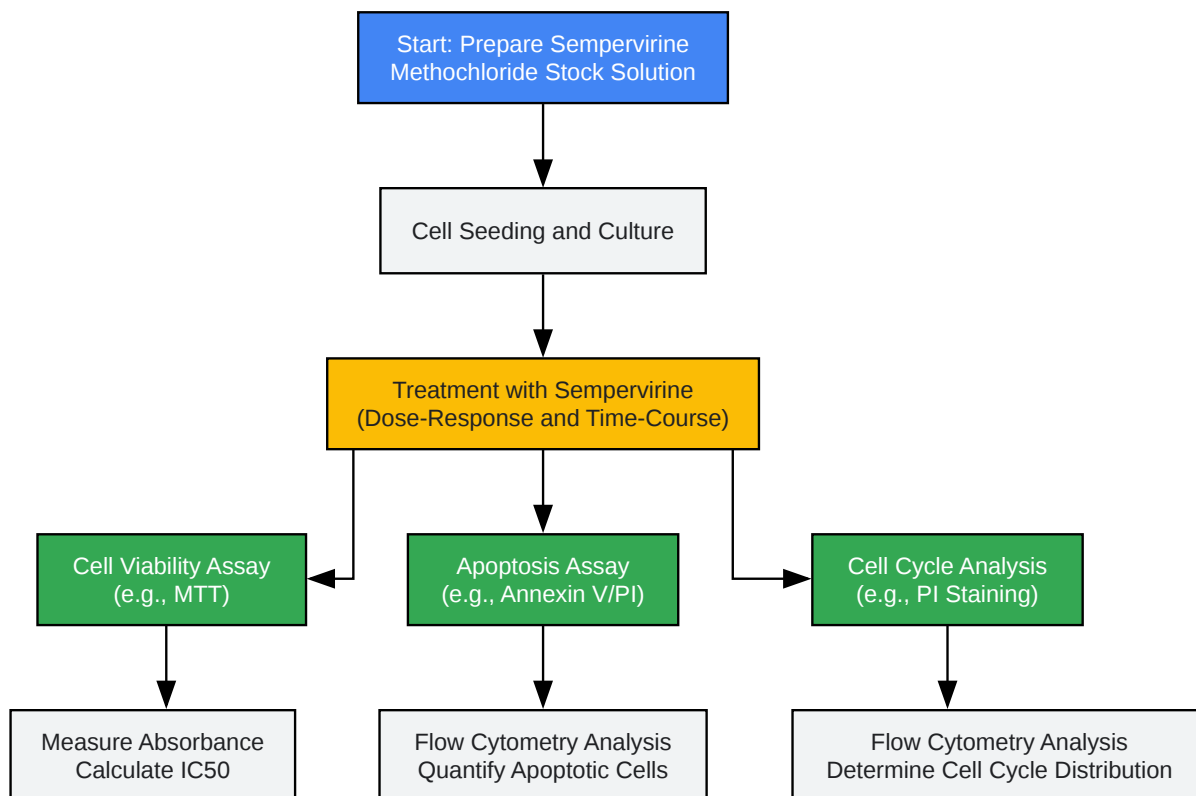 Start: Prepare Sempervirine
Methochloride Stock Solution
Cell Seeding and Culture
Treatment with Sempervirine
(Dose-Response and Time-Course)
Cell Viability Assay
(e.g., MTT)
Apoptosis Assay
(e.g., Annexin V/PI)
Cell Cycle Analysis
(e.g., PI Staining)
Measure Absorbance
Calculate IC50
Flow Cytometry Analysis
Quantify Apoptotic Cells
Flow Cytometry Analysis
Determine Cell Cycle Distribution